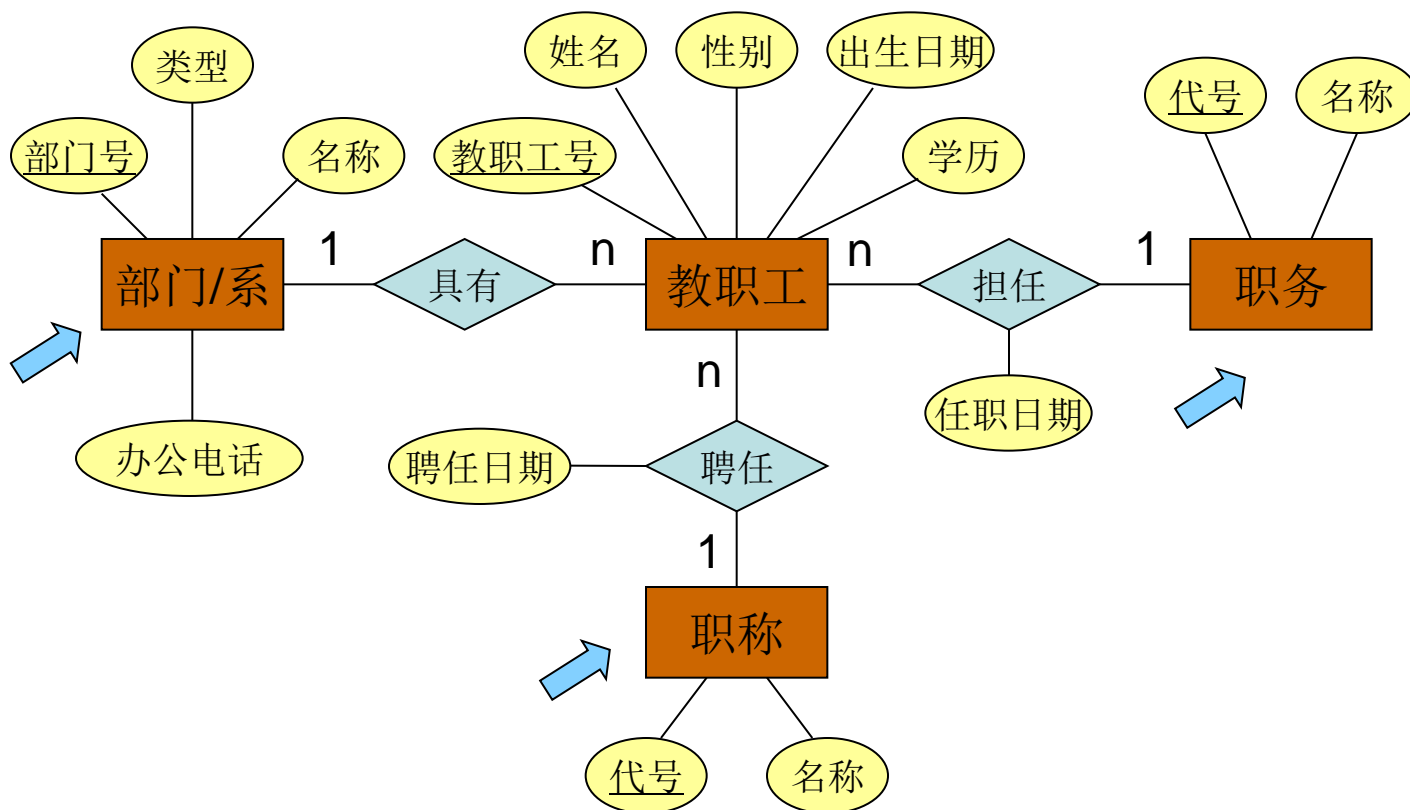 类型
姓名
性别
出生日期
代号
名称
部门号
名称
教职工号
学历
部门/系
1
具有
n
教职工
n
担任
1
职务
n
任职日期
办公电话
聘任日期
聘任
1
职称
代号
名称